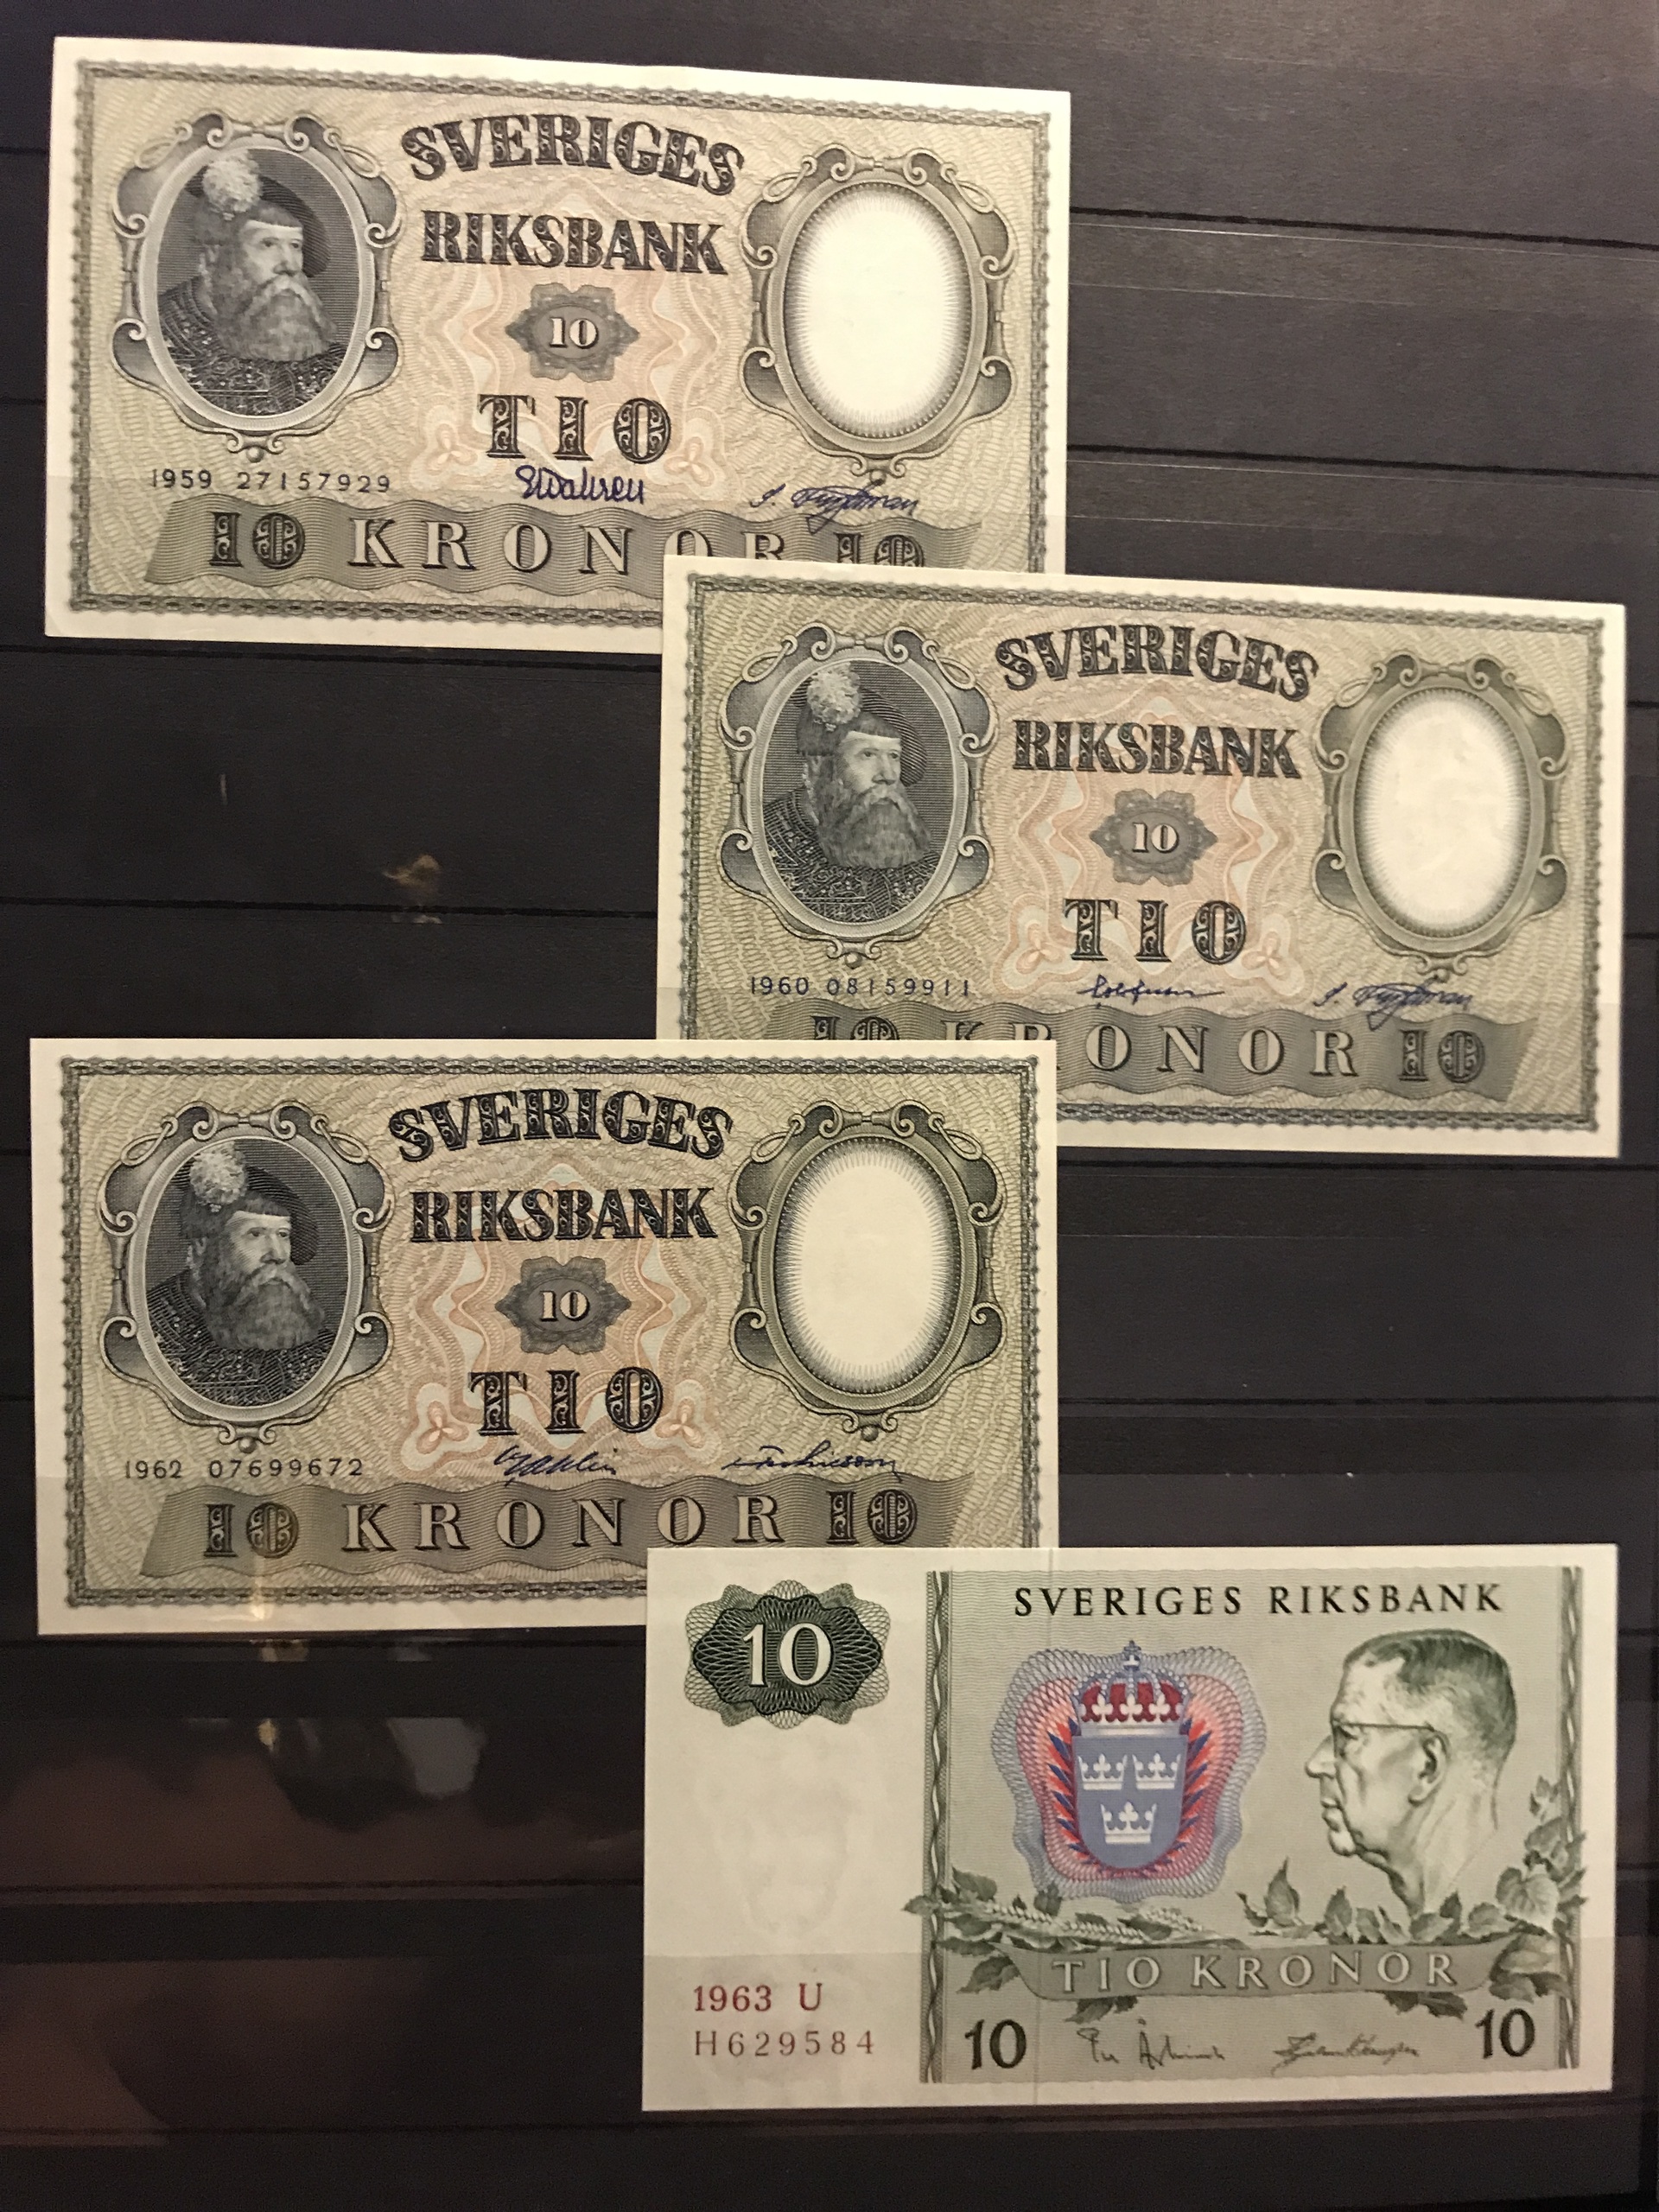 SVERIGES
RIKSBANK
10
TIO
1959 27157929
10 KRONOR 10
SVERIGES
RIKSBANK
10
TIO
1960 08159911
10 KRONOR 10
SVERIGES
RIKSBANK
10
TIO
1962 07699672
10 KRONOR 10
10
SVERIGES RIKSBANK
TIO KRONOR
1963 U
H629584
10
10